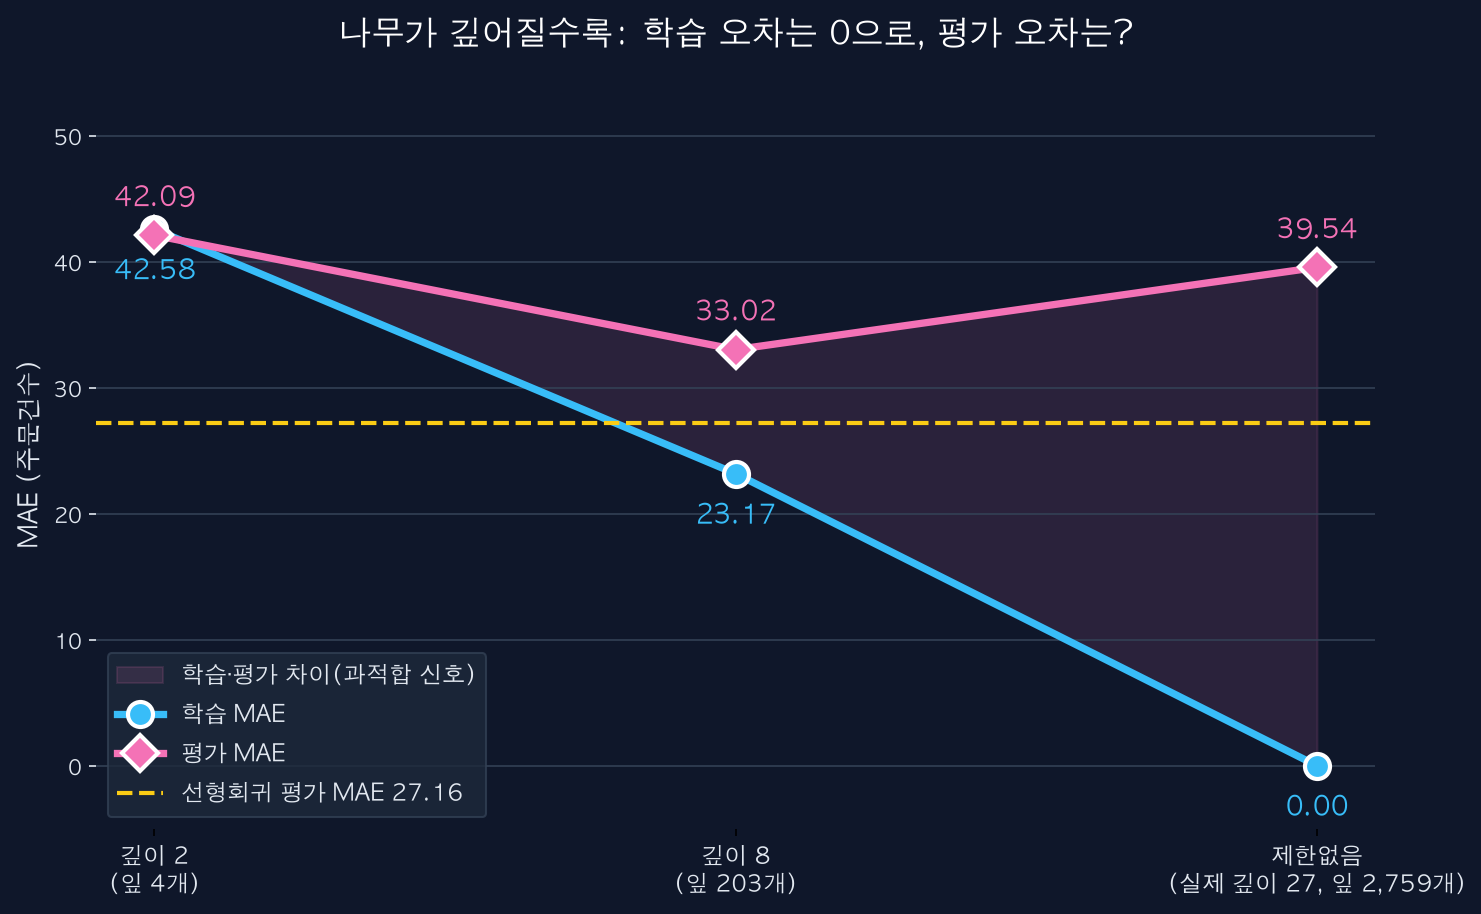 나무가 깊어질수록: 학습 오차는 0으로, 평가 오차는?
MAE (주문건수)
50
40
30
20
10
0
42.09
42.58
33.02
23.17
39.54
0.00
학습·평가 차이(과적합 신호)
학습 MAE
평가 MAE
선형회귀 평가 MAE 27.16
깊이 2
(잎 4개)
깊이 8
(잎 203개)
제한없음
(실제 깊이 27, 잎 2,759개)